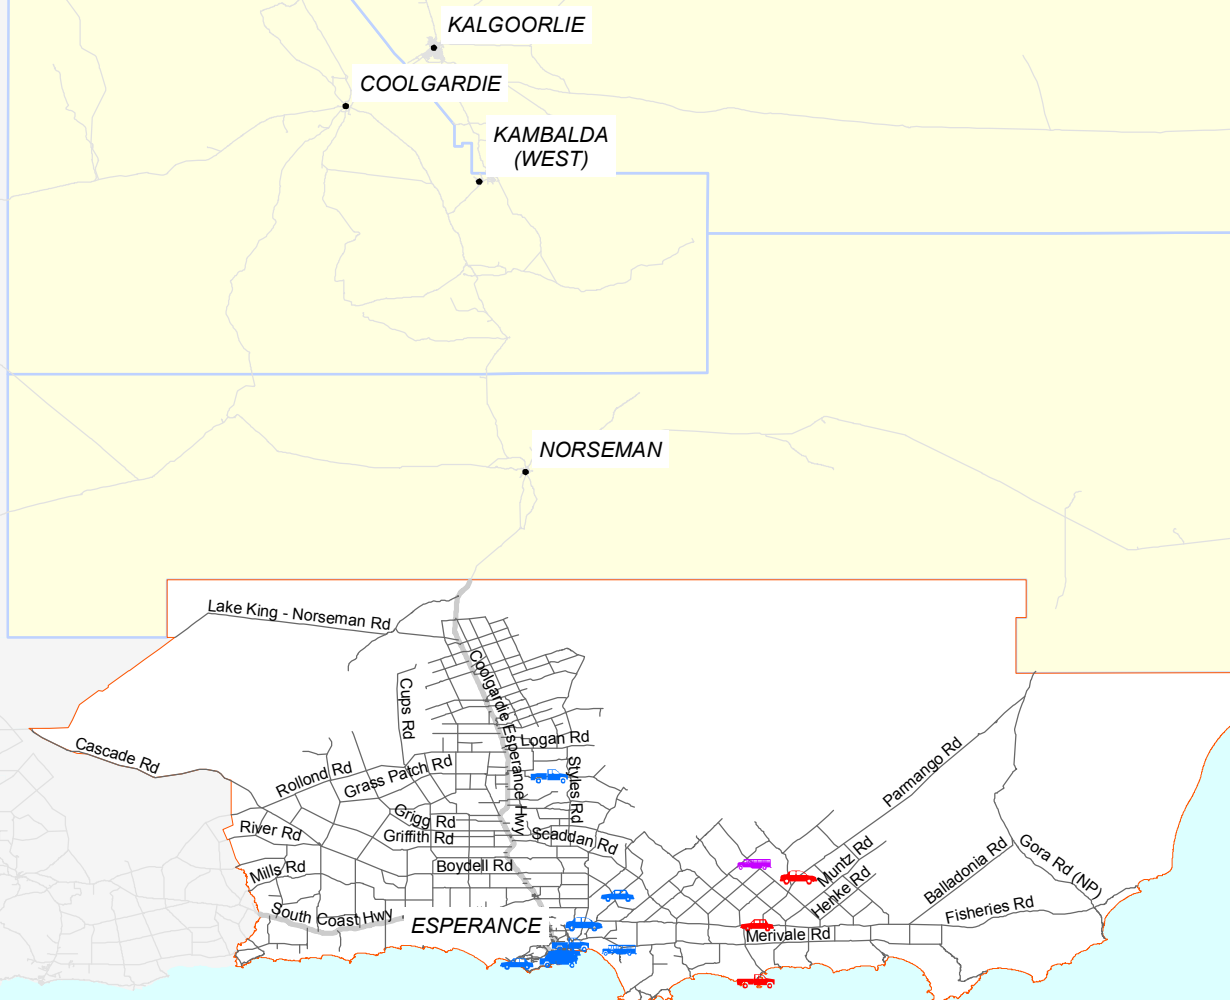 KALGOORLIE
COOLGARDIE
KAMBALDA
(WEST)
NORSEMAN
Lake King - Norseman Rd
Coolgardie Esperance Hwy
Cups Rd
Logan Rd
Cascade Rd
Styles Rd
Parmango Rd
Rollond Rd
Grass Patch Rd
Grigg Rd
River Rd
Griffith Rd
Scaddan Rd
Muntz Rd
Gora Rd (NP)
Mills Rd
Boydell Rd
Henke Rd
Balladonia Rd
South Coast Hwy
ESPERANCE
Fisheries Rd
Merivale Rd